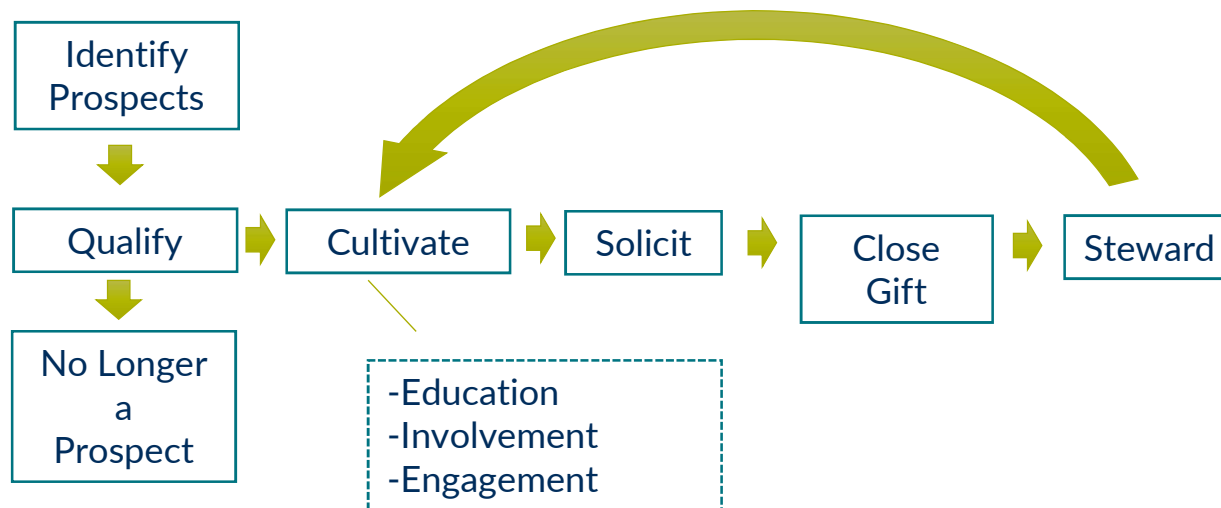 Identify
Prospects
Qualify
Cultivate
Solicit
Close
Gift
Steward
No Longer
a
Prospect
-Education
-Involvement
-Engagement